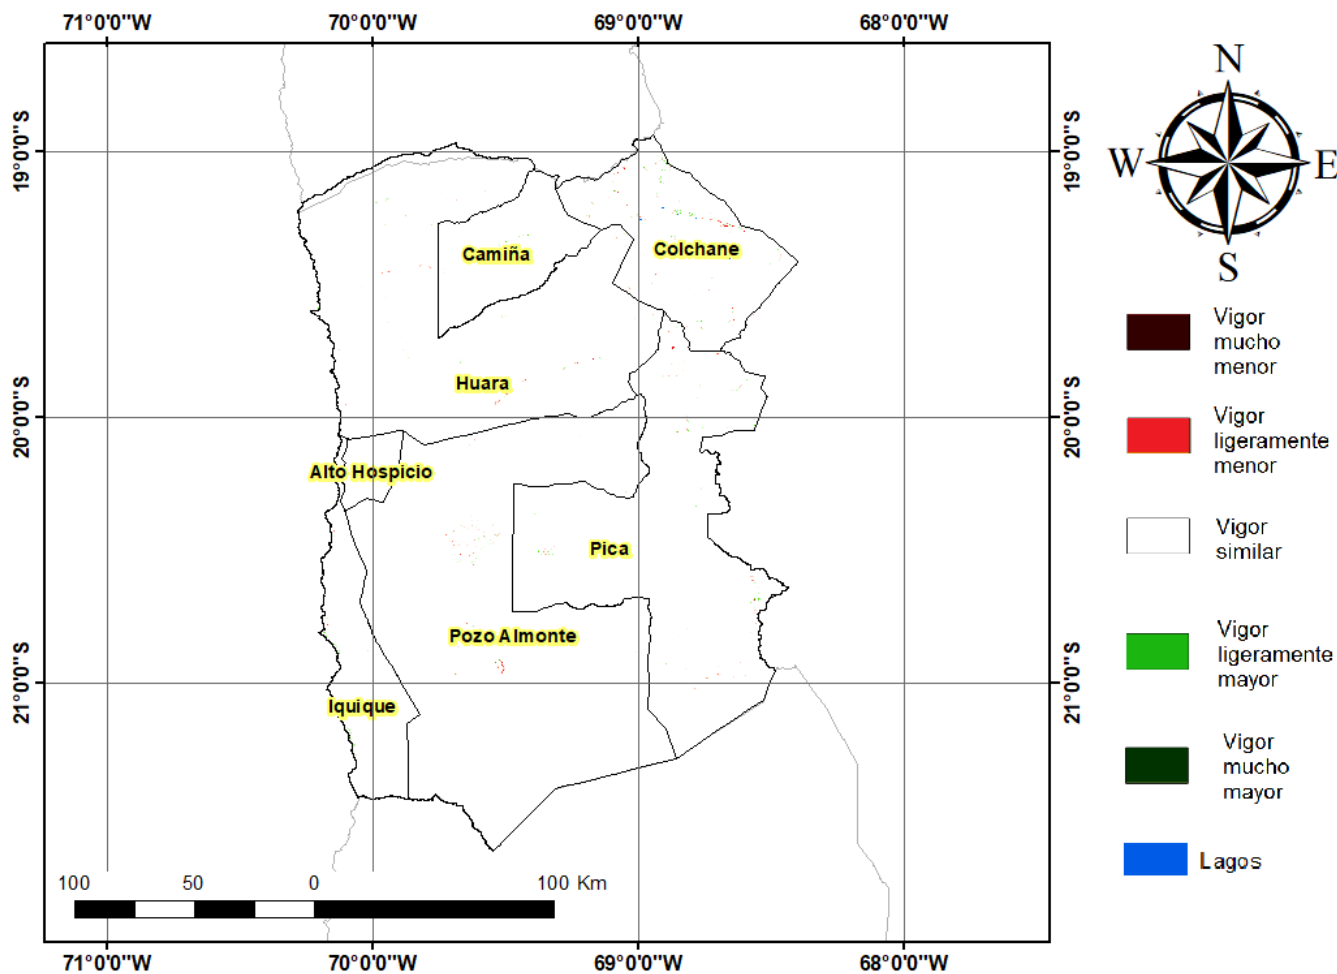 71°0'0"W 70°0'0"W 69°0'0"W 68°0'0"W
19°0'0"S
20°0'0"S
21°0'0"S
19°0'0"S
20°0'0"S
21°0'0"S
Camiña
Colchane
Huara
Alto Hospicio
Pica
Pozo Almonte
Iquique
100 50 0 100 Km
71°0'0"W 70°0'0"W 69°0'0"W 68°0'0"W
N
W E
S
Vigor
mucho
menor
Vigor
ligeramente
menor
Vigor
similar
Vigor
ligeramente
mayor
Vigor
mucho
mayor
Lagos